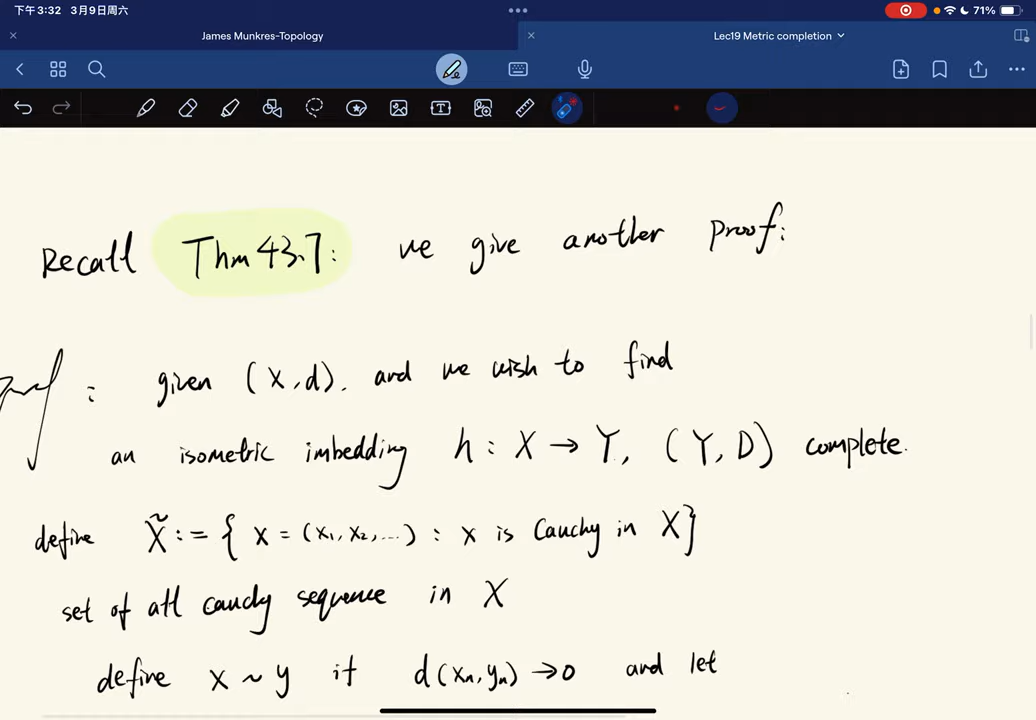 下午3:32 3月9日周六
71%
James Munkres-Topology
Lec19 Metric completion
Recall Thm 43.7: we give another proof:
proof: given (X,d), and we wish to find
an isometric imbedding h: X → Y, (Y,D) complete.
define X̃ := { x = (x₁, x₂, ...) : x is Cauchy in X}
set of all caucdy sequence in X
define x ~ y if d(xₙ, yₙ) → 0 and let